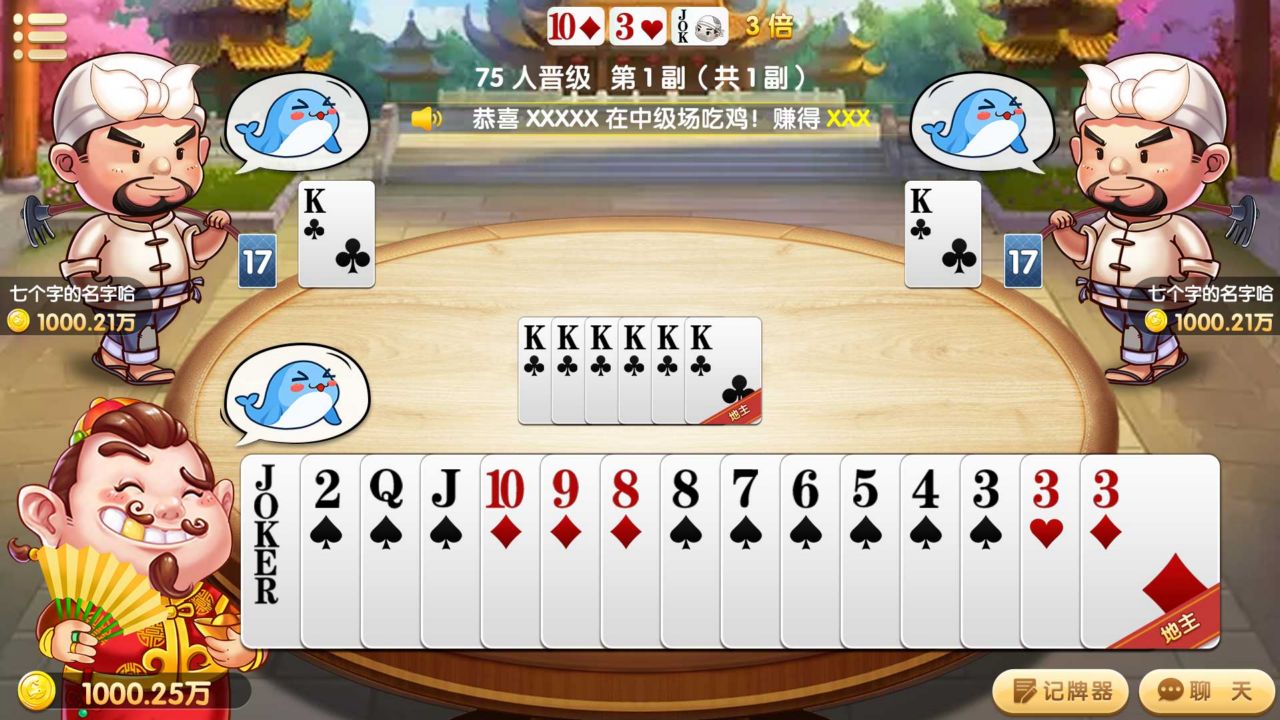 10 3 JOK 3 倍
75 人晋级 第1副（共1副）
恭喜 XXXXX 在中级场吃鸡！赚得 XXX
K
17
七个字的名字哈
1000.21万
K
17
七个字的名字哈
1000.21万
K K K K K K
地主
JOKER 2 Q J 10 9 8 8 7 6 5 4 3 3 3
地主
1000.25万
记牌器
聊 天